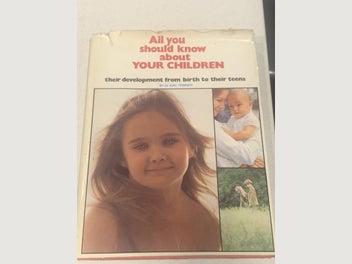 All you
should know
about
YOUR CHILDREN
their development from birth to their teens